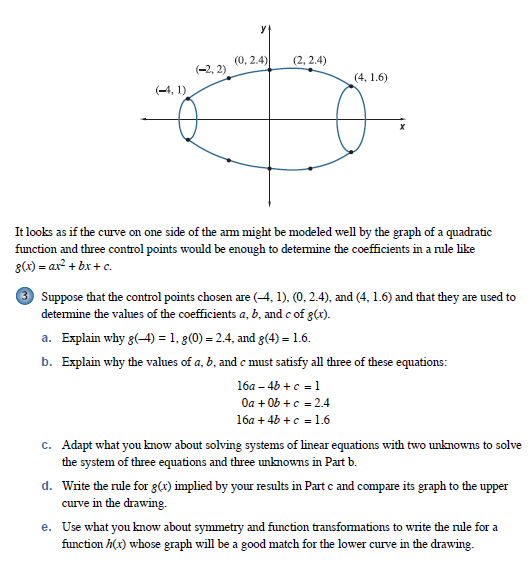 y
(0, 2.4)
(2, 2.4)
(–2, 2)
(4, 1.6)
(–4, 1)
x
It looks as if the curve on one side of the arm might be modeled well by the graph of a quadratic
function and three control points would be enough to determine the coefficients in a rule like
g(x) = ax² + bx + c.
3 Suppose that the control points chosen are (–4, 1), (0, 2.4), and (4, 1.6) and that they are used to
determine the values of the coefficients a, b, and c of g(x).
a. Explain why g(–4) = 1, g(0) = 2.4, and g(4) = 1.6.
b. Explain why the values of a, b, and c must satisfy all three of these equations:
16a – 4b + c = 1
0a + 0b + c = 2.4
16a + 4b + c = 1.6
c. Adapt what you know about solving systems of linear equations with two unknowns to solve
the system of three equations and three unknowns in Part b.
d. Write the rule for g(x) implied by your results in Part c and compare its graph to the upper
curve in the drawing.
e. Use what you know about symmetry and function transformations to write the rule for a
function h(x) whose graph will be a good match for the lower curve in the drawing.